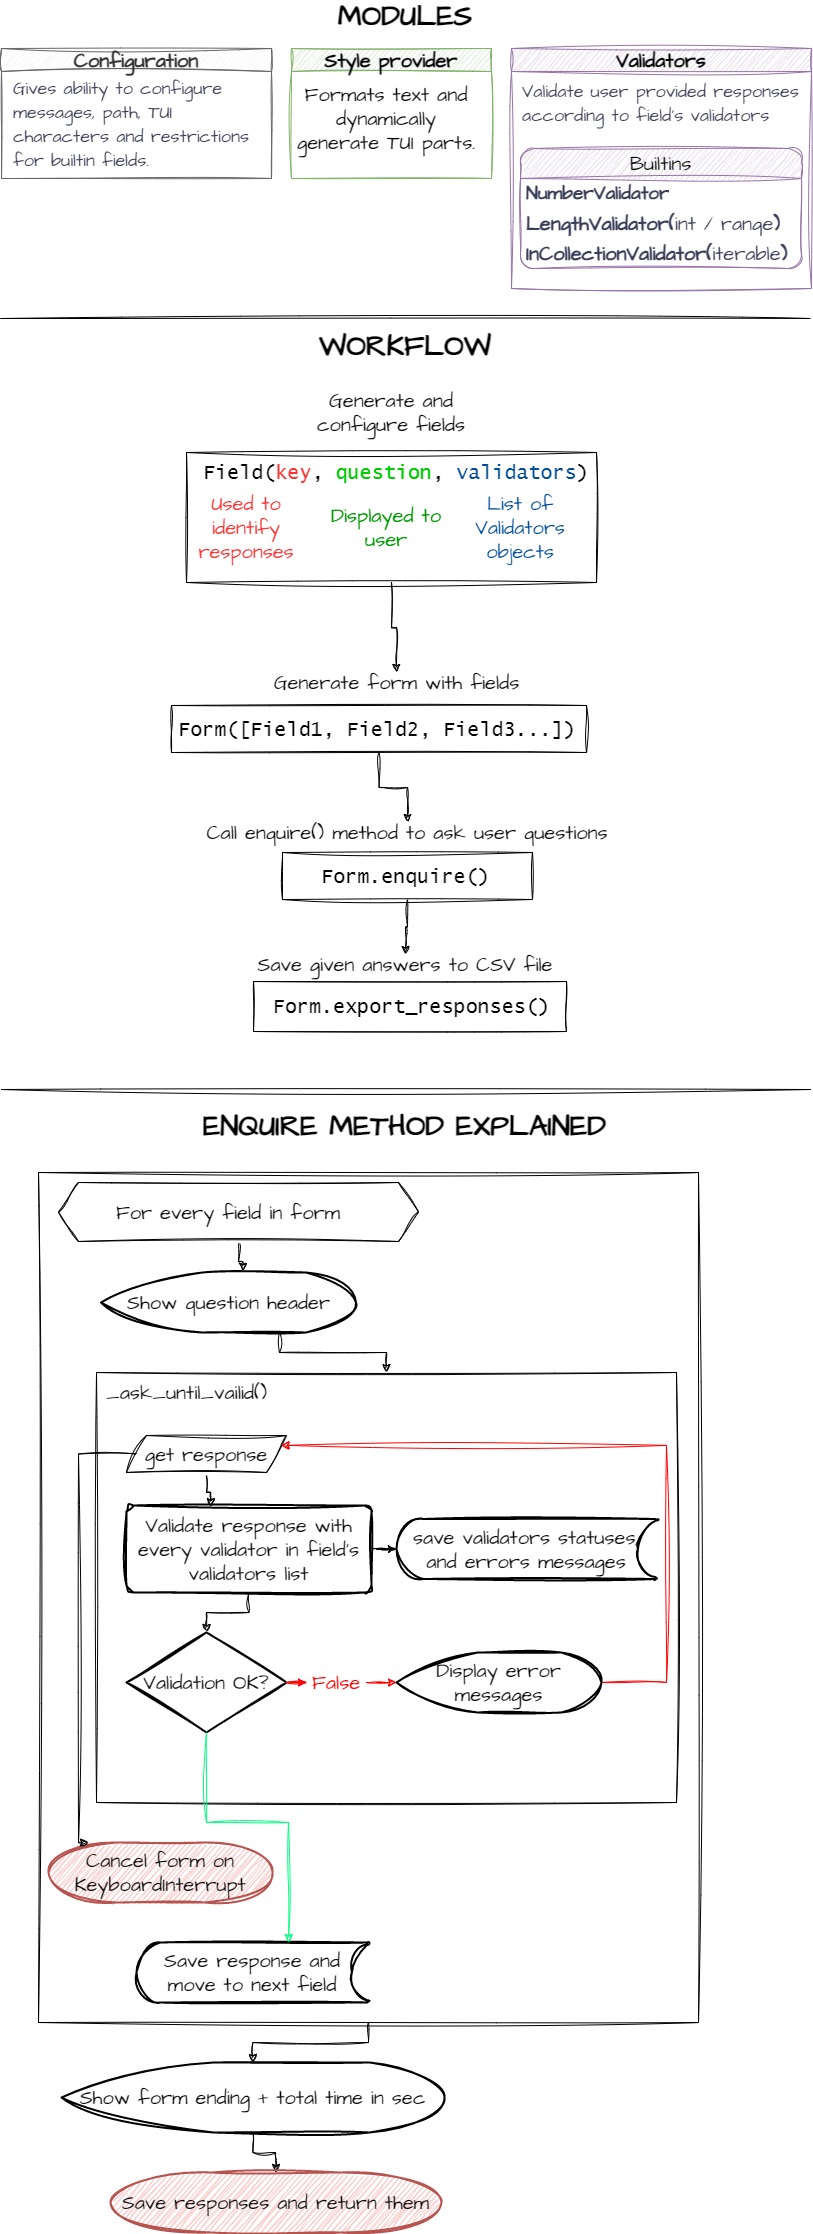 MODULES
Configuration
Gives ability to configure
messages, path, TUI
characters and restrictions
for builtin fields.
Style provider
Formats text and
dynamically
generate TUI parts.
Validators
Validate user provided responses
according to field's validators
Builtins
NumberValidator
LengthValidator(int / range)
InCollectionValidator(iterable)
WORKFLOW
Generate and
configure fields
Field(key, question, validators)
Used to
identify
responses
Displayed to
user
List of
Validators
objects
Generate form with fields
Form([Field1, Field2, Field3...])
Call enquire() method to ask user questions
Form.enquire()
Save given answers to CSV file
Form.export_responses()
ENQUIRE METHOD EXPLAINED
For every field in form
Show question header
_ask_until_vailid()
get response
Validate response with
every validator in field's
validators list
save validators statuses
and errors messages
Validation OK?
False
Display error
messages
Cancel form on
KeyboardInterrupt
Save response and
move to next field
Show form ending + total time in sec
Save responses and return them